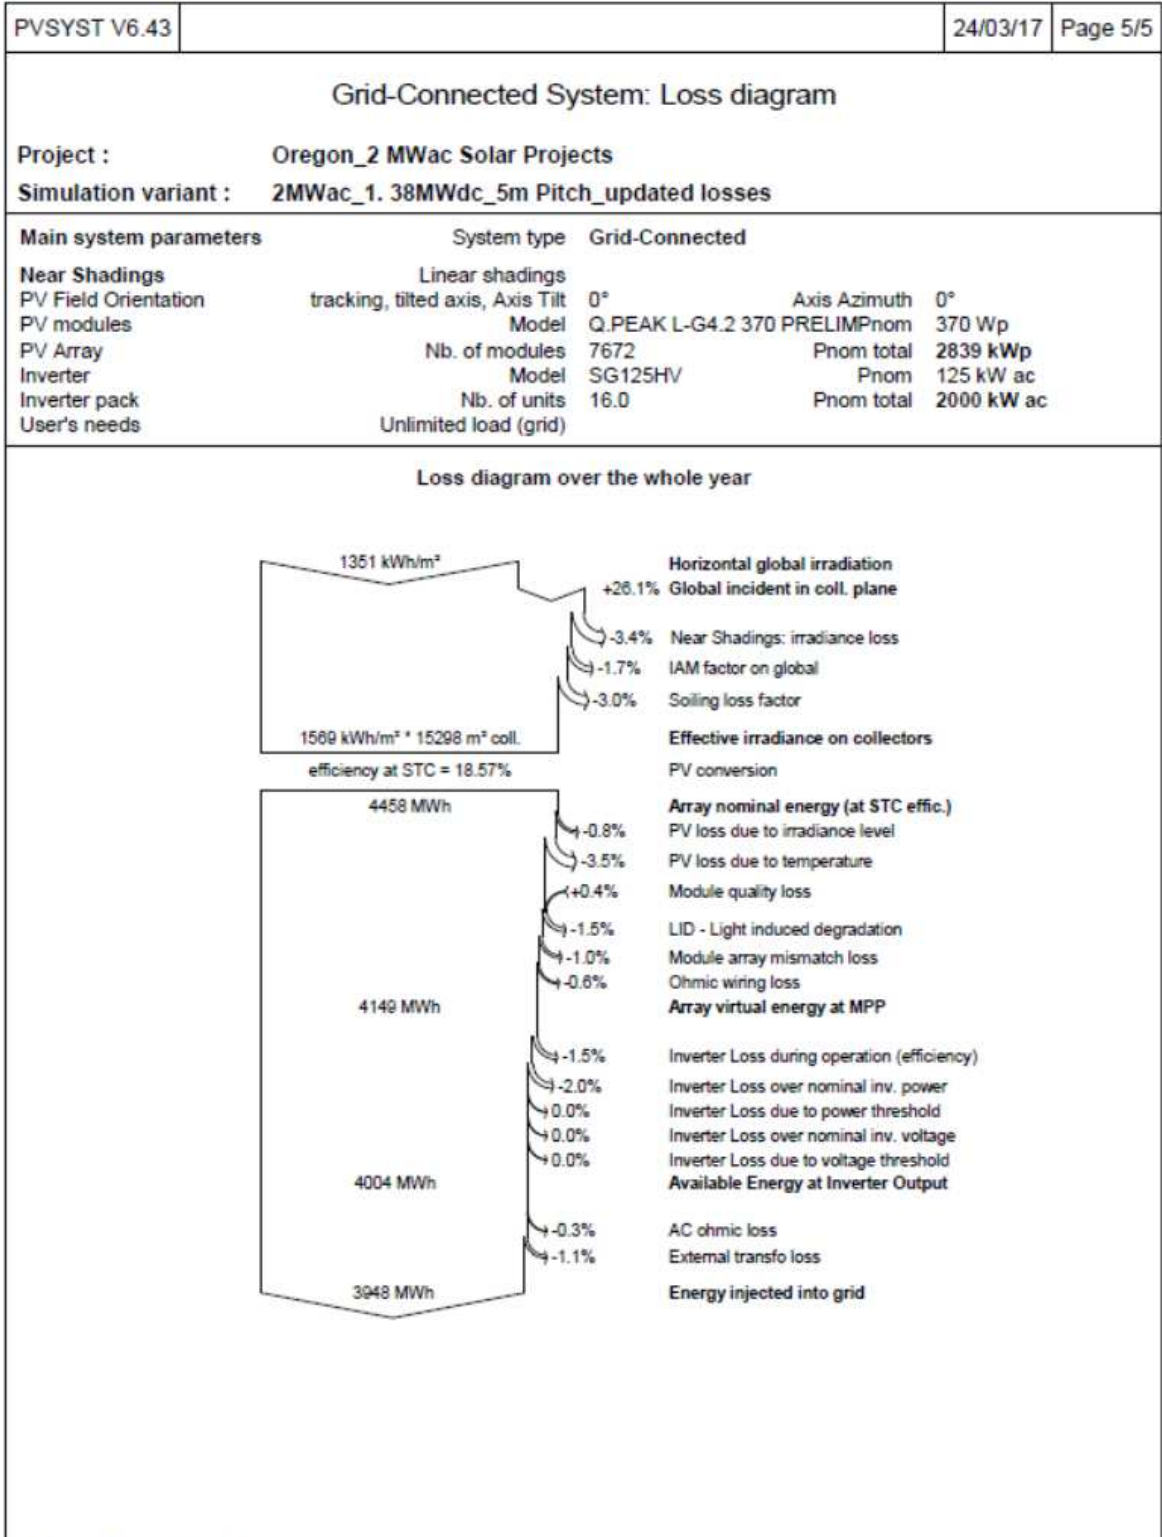 PVSYST V6.43 24/03/17 Page 5/5
Grid-Connected System: Loss diagram
Project : Oregon_2 MWac Solar Projects
Simulation variant : 2MWac_1. 38MWdc_5m Pitch_updated losses
Main system parameters System type Grid-Connected
Near Shadings Linear shadings
PV Field Orientation tracking, tilted axis, Axis Tilt 0° Axis Azimuth 0°
PV modules Model Q.PEAK L-G4.2 370 PRELIMPnom 370 Wp
PV Array Nb. of modules 7672 Pnom total 2839 kWp
Inverter Model SG125HV Pnom 125 kW ac
Inverter pack Nb. of units 16.0 Pnom total 2000 kW ac
User's needs Unlimited load (grid)
Loss diagram over the whole year
1351 kWh/m² Horizontal global irradiation
+26.1% Global incident in coll. plane
-3.4% Near Shadings: irradiance loss
-1.7% IAM factor on global
-3.0% Soiling loss factor
1569 kWh/m² * 15298 m² coll. Effective irradiance on collectors
efficiency at STC = 18.57% PV conversion
4458 MWh Array nominal energy (at STC effic.)
-0.8% PV loss due to irradiance level
-3.5% PV loss due to temperature
+0.4% Module quality loss
-1.5% LID - Light induced degradation
-1.0% Module array mismatch loss
-0.6% Ohmic wiring loss
4149 MWh Array virtual energy at MPP
-1.5% Inverter Loss during operation (efficiency)
-2.0% Inverter Loss over nominal inv. power
0.0% Inverter Loss due to power threshold
0.0% Inverter Loss over nominal inv. voltage
0.0% Inverter Loss due to voltage threshold
4004 MWh Available Energy at Inverter Output
-0.3% AC ohmic loss
-1.1% External transfo loss
3948 MWh Energy injected into grid